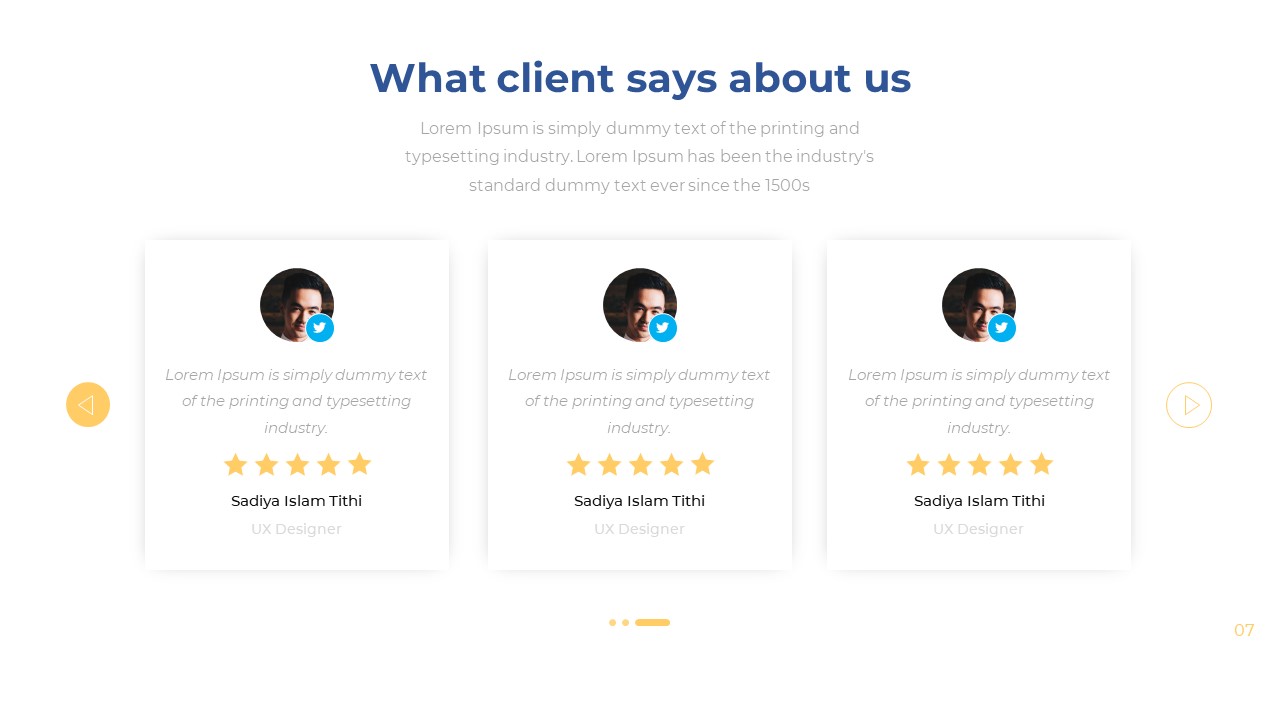 What client says about us
Lorem Ipsum is simply dummy text of the printing and
typesetting industry. Lorem Ipsum has been the industry's
standard dummy text ever since the 1500s
Lorem Ipsum is simply dummy text
of the printing and typesetting
industry.
Sadiya Islam Tithi
UX Designer
Lorem Ipsum is simply dummy text
of the printing and typesetting
industry.
Sadiya Islam Tithi
UX Designer
Lorem Ipsum is simply dummy text
of the printing and typesetting
industry.
Sadiya Islam Tithi
UX Designer
07